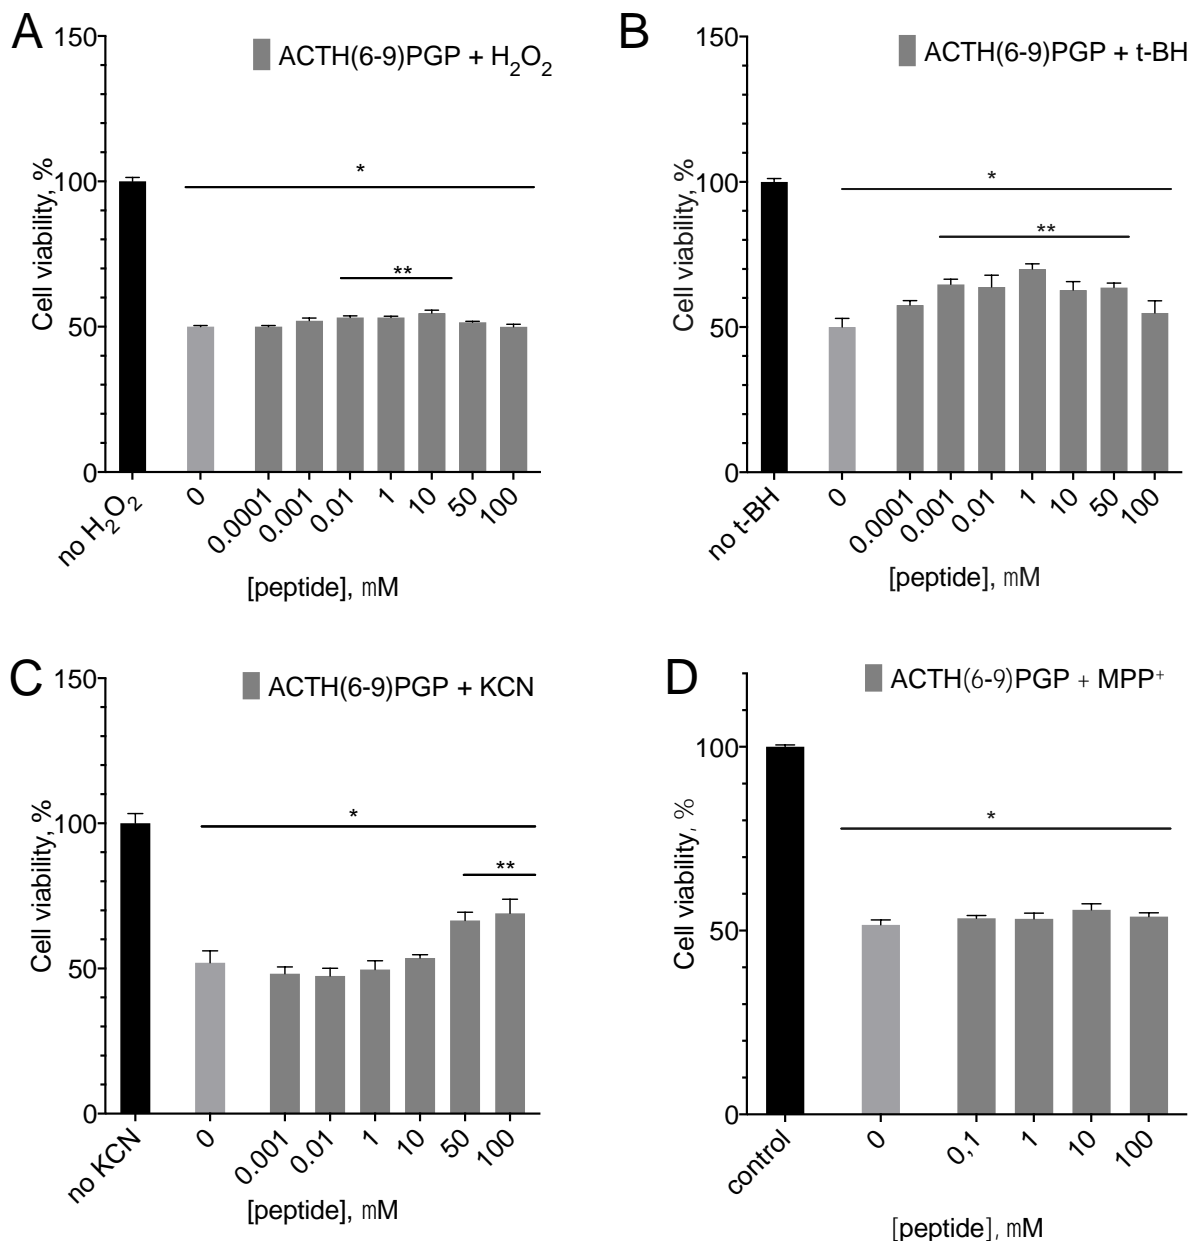 A
150
100
50
0
Cell viability, %
ACTH(6-9)PGP + H₂O₂
*
**
no H₂O₂
0
0.0001
0.001
0.01
1
10
50
100
[peptide], mM
B
150
100
50
0
Cell viability, %
ACTH(6-9)PGP + t-BH
*
**
no t-BH
0
0.0001
0.001
0.01
1
10
50
100
[peptide], mM
C
150
100
50
0
Cell viability, %
ACTH(6-9)PGP + KCN
*
**
no KCN
0
0.001
0.01
1
10
50
100
[peptide], mM
D
100
50
0
Cell viability, %
ACTH(6-9)PGP + MPP⁺
*
control
0
0,1
1
10
100
[peptide], mM